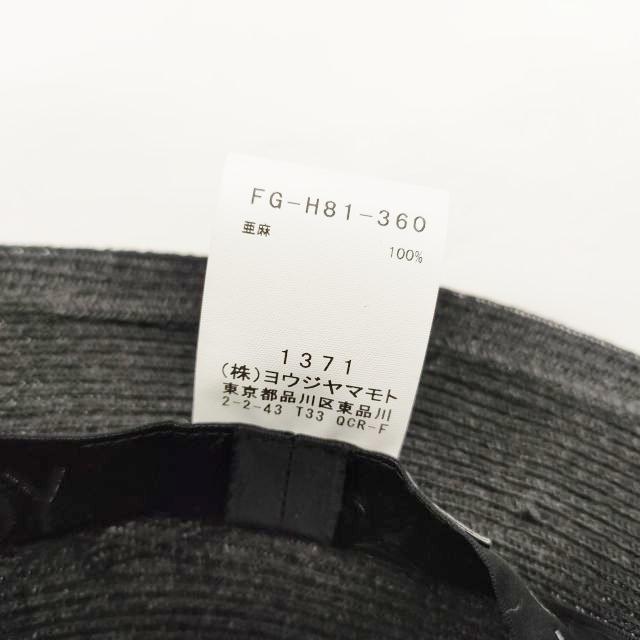 FG-H81-360
亜麻
100%
1371
(株)ヨウジヤマモト
東京都品川区東品川
2-2-43 T33 QCR-F